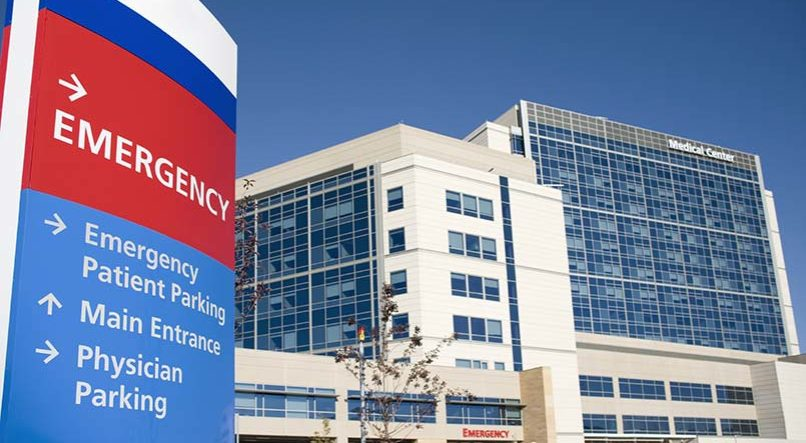 →
EMERGENCY
→ Emergency
Patient Parking
↑ Main Entrance
→ Physician
Parking
Medical Center
EMERGENCY